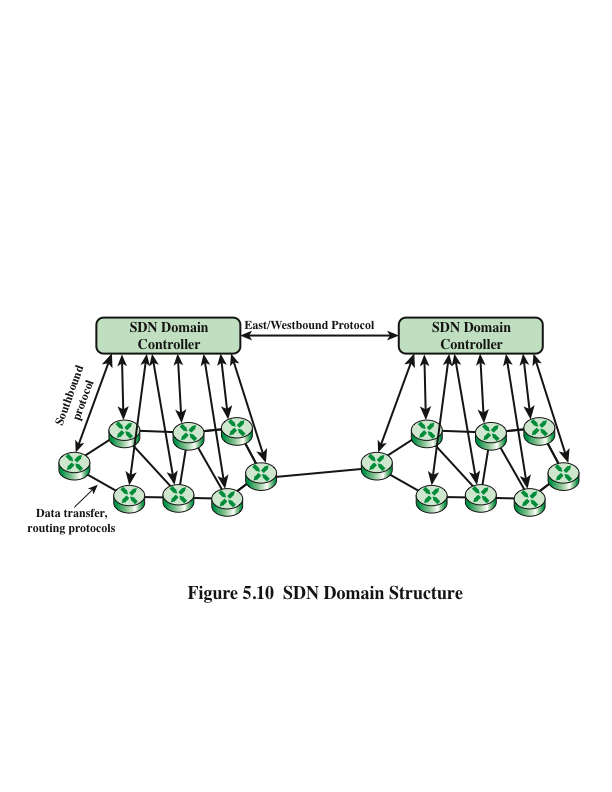 SDN Domain
Controller
East/Westbound Protocol
SDN Domain
Controller
Southbound
protocol
Data transfer,
routing protocols
Figure 5.10 SDN Domain Structure